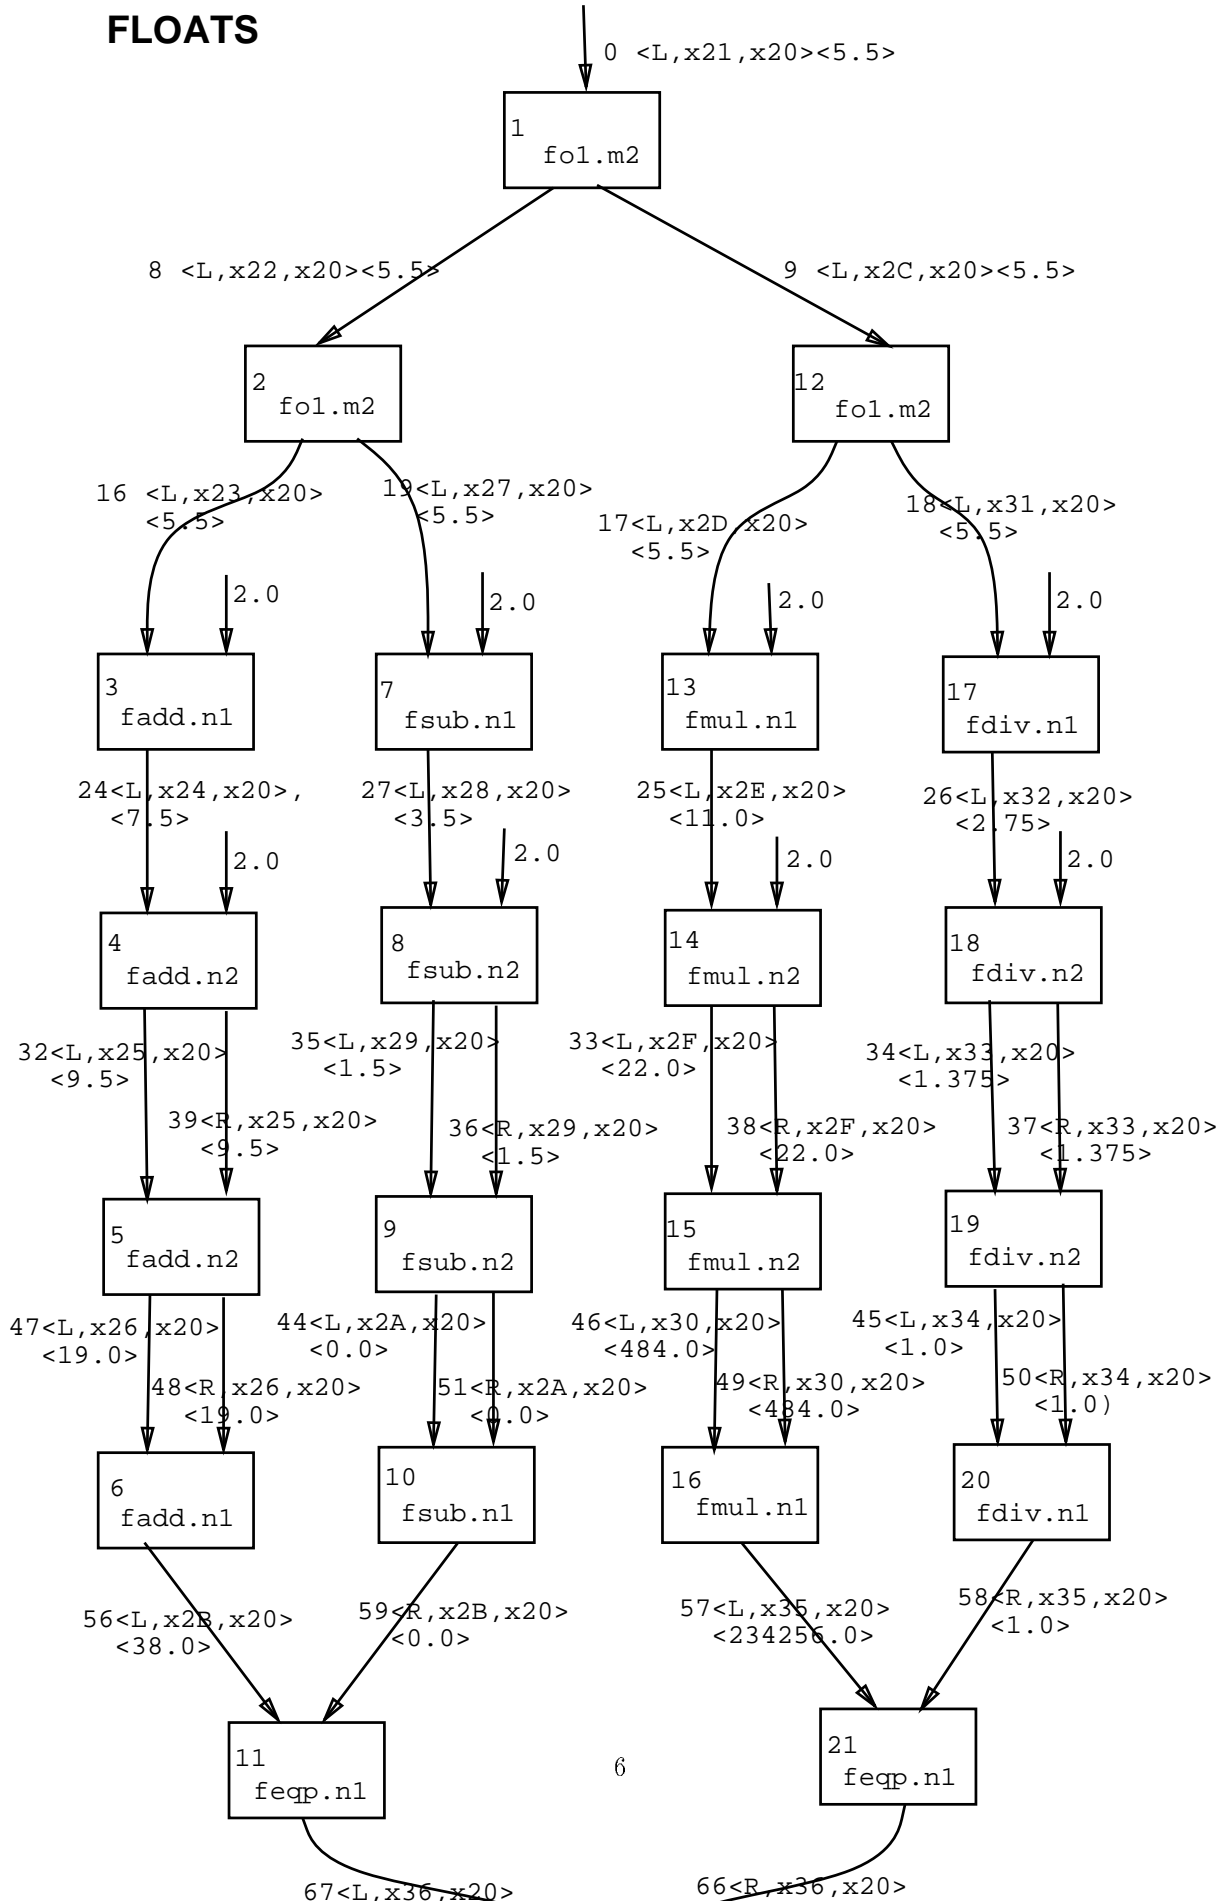 FLOATS
0 <L,x21,x20><5.5>
1
fo1.m2
8 <L,x22,x20><5.5>
9 <L,x2C,x20><5.5>
2
fo1.m2
12
fo1.m2
16 <L,x23,x20>
<5.5>
19<L,x27,x20>
<5.5>
17<L,x2D,x20>
<5.5>
18<L,x31,x20>
<5.5>
2.0
2.0
2.0
2.0
3
fadd.n1
7
fsub.n1
13
fmul.n1
17
fdiv.n1
24<L,x24,x20>,
<7.5>
27<L,x28,x20>
<3.5>
25<L,x2E,x20>
<11.0>
26<L,x32,x20>
<2.75>
2.0
2.0
2.0
2.0
4
fadd.n2
8
fsub.n2
14
fmul.n2
18
fdiv.n2
32<L,x25,x20>
<9.5>
35<L,x29,x20>
<1.5>
33<L,x2F,x20>
<22.0>
34<L,x33,x20>
<1.375>
39<R,x25,x20>
<9.5>
36<R,x29,x20>
<1.5>
38<R,x2F,x20>
<22.0>
37<R,x33,x20>
<1.375>
5
fadd.n2
9
fsub.n2
15
fmul.n2
19
fdiv.n2
47<L,x26,x20>
<19.0>
44<L,x2A,x20>
<0.0>
46<L,x30,x20>
<484.0>
45<L,x34,x20>
<1.0>
48<R,x26,x20>
<19.0>
51<R,x2A,x20>
<0.0>
49<R,x30,x20>
<484.0>
50<R,x34,x20>
<1.0)
6
fadd.n1
10
fsub.n1
16
fmul.n1
20
fdiv.n1
56<L,x2B,x20>
<38.0>
59<R,x2B,x20>
<0.0>
57<L,x35,x20>
<234256.0>
58<R,x35,x20>
<1.0>
11
feqp.n1
21
feqp.n1
6
67<L,x36,x20>
66<R,x36,x20>